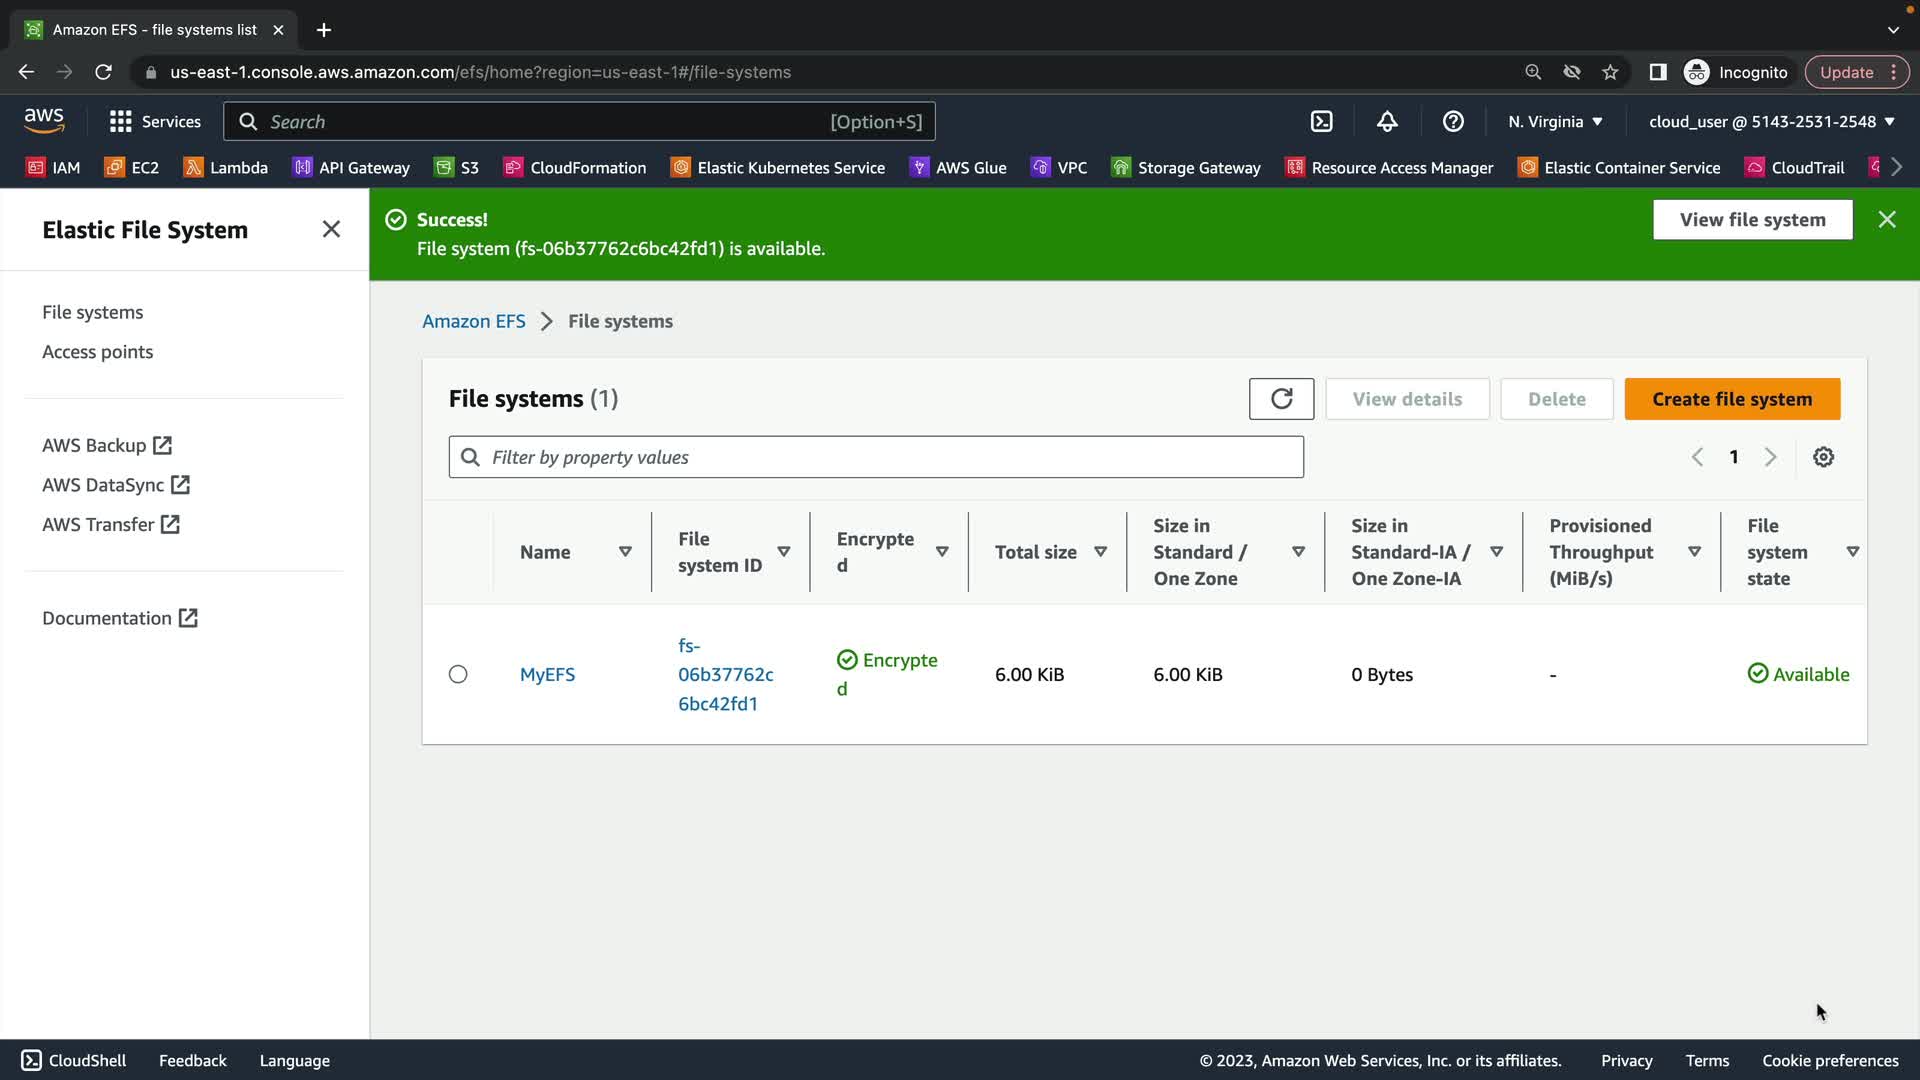 Amazon EFS - file systems list
us-east-1.console.aws.amazon.com/efs/home?region=us-east-1#/file-systems
Incognito
Update
aws
Services
Search
[Option+S]
N. Virginia
cloud_user @ 5143-2531-2548
IAM
EC2
Lambda
API Gateway
S3
CloudFormation
Elastic Kubernetes Service
AWS Glue
VPC
Storage Gateway
Resource Access Manager
Elastic Container Service
CloudTrail
Elastic File System
File systems
Access points
AWS Backup
AWS DataSync
AWS Transfer
Documentation
Success!
File system (fs-06b37762c6bc42fd1) is available.
View file system
Amazon EFS
File systems
File systems (1)
View details
Delete
Create file system
Filter by property values
1
Name
File
system ID
Encrypte
d
Total size
Size in
Standard /
One Zone
Size in
Standard-IA /
One Zone-IA
Provisioned
Throughput
(MiB/s)
File
system
state
MyEFS
fs-
06b37762c
6bc42fd1
Encrypte
d
6.00 KiB
6.00 KiB
0 Bytes
-
Available
CloudShell
Feedback
Language
© 2023, Amazon Web Services, Inc. or its affiliates.
Privacy
Terms
Cookie preferences